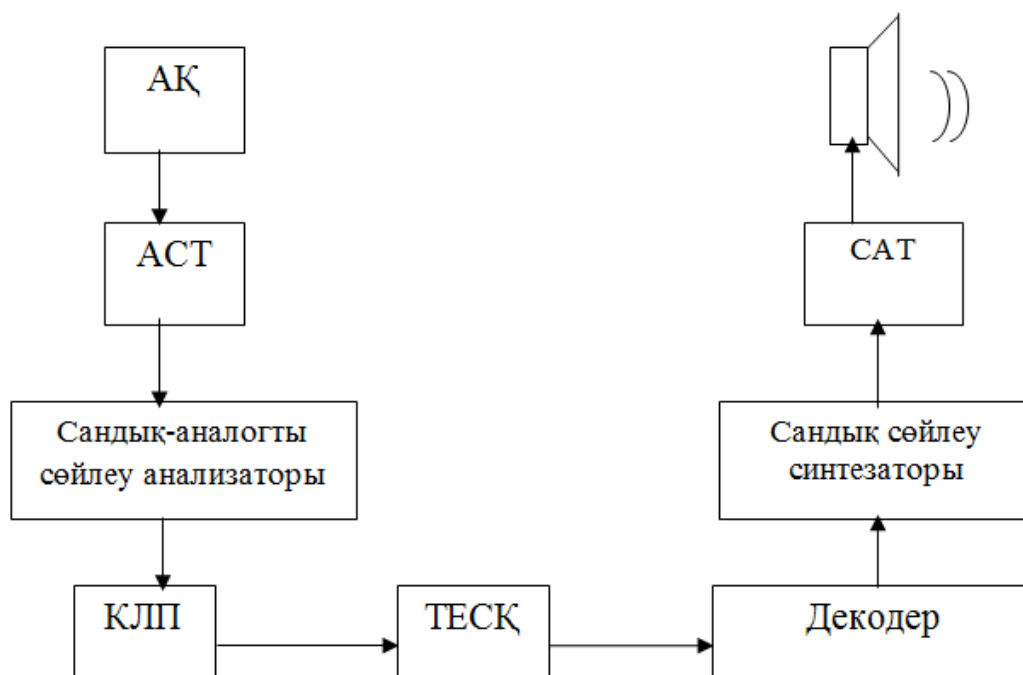 АҚ
АСТ
Сандық-аналогты
сөйлеу анализаторы
КЛП
ТЕСҚ
Декодер
Сандық сөйлеу
синтезаторы
САТ